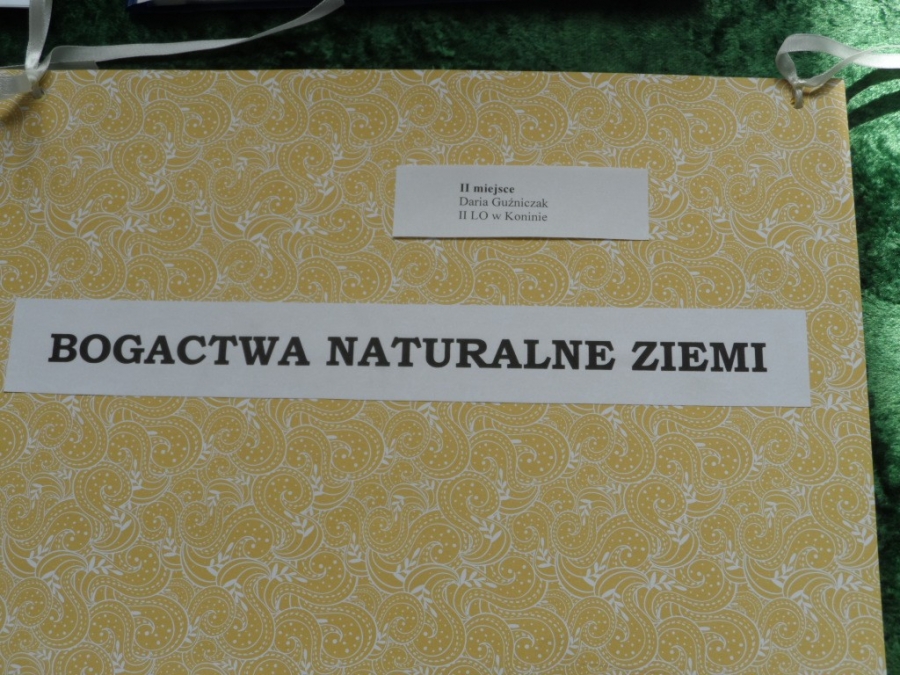 II miejsce
Daria Guźniczak
II LO w Koninie
BOGACTWA NATURALNE ZIEMI